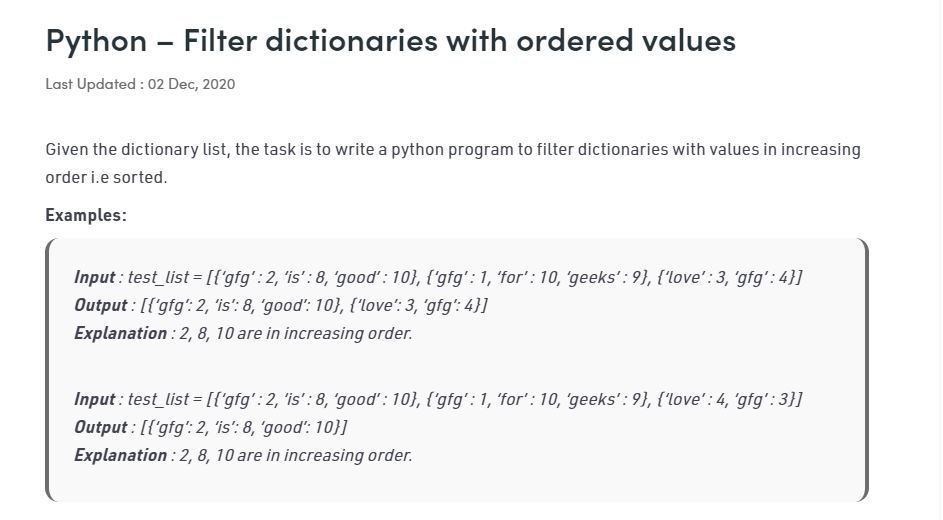 Python – Filter dictionaries with ordered values
Last Updated : 02 Dec, 2020
Given the dictionary list, the task is to write a python program to filter dictionaries with values in increasing
order i.e sorted.
Examples:
Input : test_list = [{‘gfg’ : 2, ‘is’ : 8, ‘good’ : 10}, {‘gfg’ : 1, ‘for’ : 10, ‘geeks’ : 9}, {‘love’ : 3, ‘gfg’ : 4}]
Output : [{‘gfg’: 2, ‘is’: 8, ‘good’: 10}, {‘love’: 3, ‘gfg’: 4}]
Explanation : 2, 8, 10 are in increasing order.
Input : test_list = [{‘gfg’ : 2, ‘is’ : 8, ‘good’ : 10}, {‘gfg’ : 1, ‘for’ : 10, ‘geeks’ : 9}, {‘love’ : 4, ‘gfg’ : 3}]
Output : [{‘gfg’: 2, ‘is’: 8, ‘good’: 10}]
Explanation : 2, 8, 10 are in increasing order.